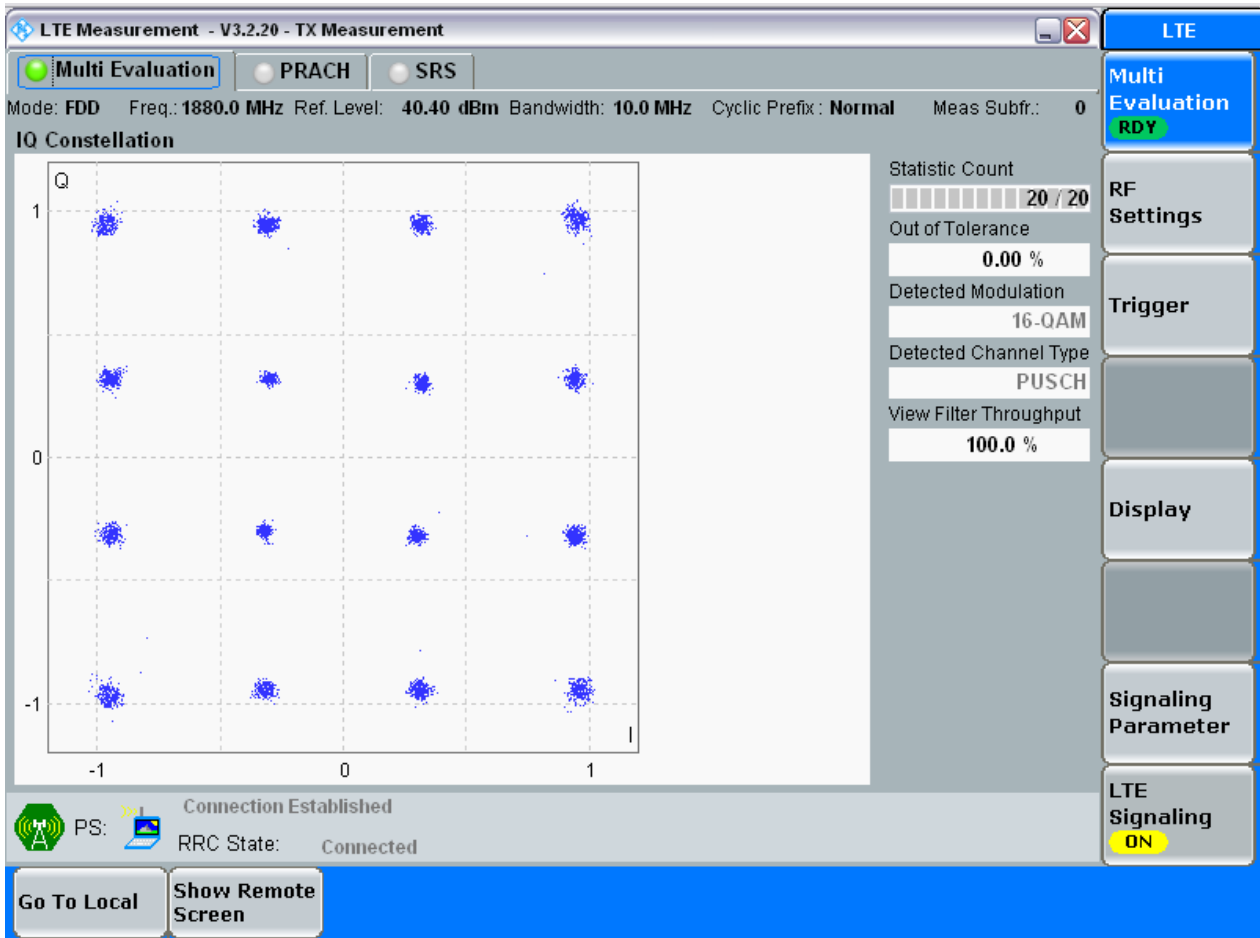 LTE Measurement - V3.2.20 - TX Measurement
LTE
Multi Evaluation PRACH SRS
Mode: FDD Freq.: 1880.0 MHz Ref. Level: 40.40 dBm Bandwidth: 10.0 MHz Cyclic Prefix : Normal Meas Subfr.: 0
IQ Constellation
Q
1
0
-1
I
-1 0 1
Statistic Count
20 / 20
Out of Tolerance
0.00 %
Detected Modulation
16-QAM
Detected Channel Type
PUSCH
View Filter Throughput
100.0 %
Multi
Evaluation
RDY
RF
Settings
Trigger
Display
Signaling
Parameter
LTE
Signaling
ON
PS:
Connection Established
RRC State: Connected
Go To Local
Show Remote
Screen